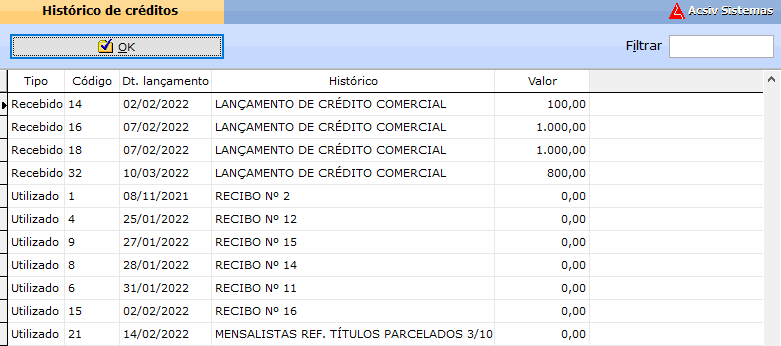 Histórico de créditos
Acsiv Sistemas
OK
Filtrar
Tipo Código Dt. lançamento Histórico Valor
Recebido 14 02/02/2022 LANÇAMENTO DE CRÉDITO COMERCIAL 100,00
Recebido 16 07/02/2022 LANÇAMENTO DE CRÉDITO COMERCIAL 1.000,00
Recebido 18 07/02/2022 LANÇAMENTO DE CRÉDITO COMERCIAL 1.000,00
Recebido 32 10/03/2022 LANÇAMENTO DE CRÉDITO COMERCIAL 800,00
Utilizado 1 08/11/2021 RECIBO Nº 2 0,00
Utilizado 4 25/01/2022 RECIBO Nº 12 0,00
Utilizado 9 27/01/2022 RECIBO Nº 15 0,00
Utilizado 8 28/01/2022 RECIBO Nº 14 0,00
Utilizado 6 31/01/2022 RECIBO Nº 11 0,00
Utilizado 15 02/02/2022 RECIBO Nº 16 0,00
Utilizado 21 14/02/2022 MENSALISTAS REF. TÍTULOS PARCELADOS 3/10 0,00